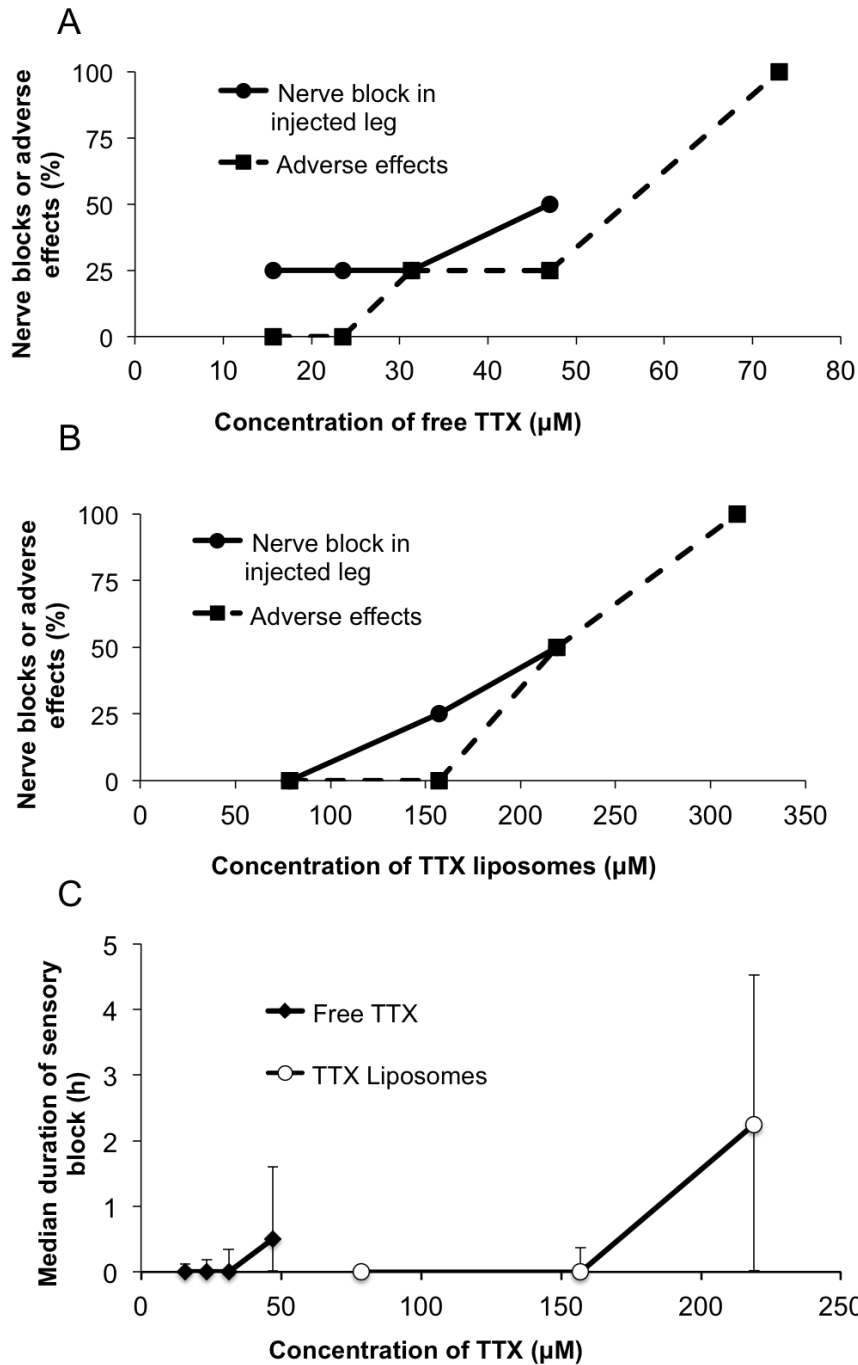 A
Nerve blocks or adverse
effects (%)
100
75
50
25
0
Nerve block in
injected leg
Adverse effects
0 10 20 30 40 50 60 70 80
Concentration of free TTX (µM)
B
Nerve blocks or adverse
effects (%)
100
75
50
25
0
Nerve block in
injected leg
Adverse effects
0 50 100 150 200 250 300 350
Concentration of TTX liposomes (µM)
C
Median duration of sensory
block (h)
5
4
3
2
1
0
Free TTX
TTX Liposomes
0 50 100 150 200 250
Concentration of TTX (µM)